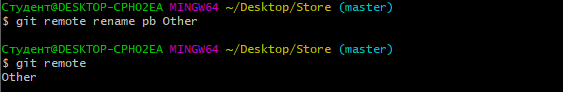 Студент@DESKTOP-CPHO2EA MINGW64 ~/Desktop/Store (master)
$ git remote rename pb Other
Студент@DESKTOP-CPHO2EA MINGW64 ~/Desktop/Store (master)
$ git remote
Other